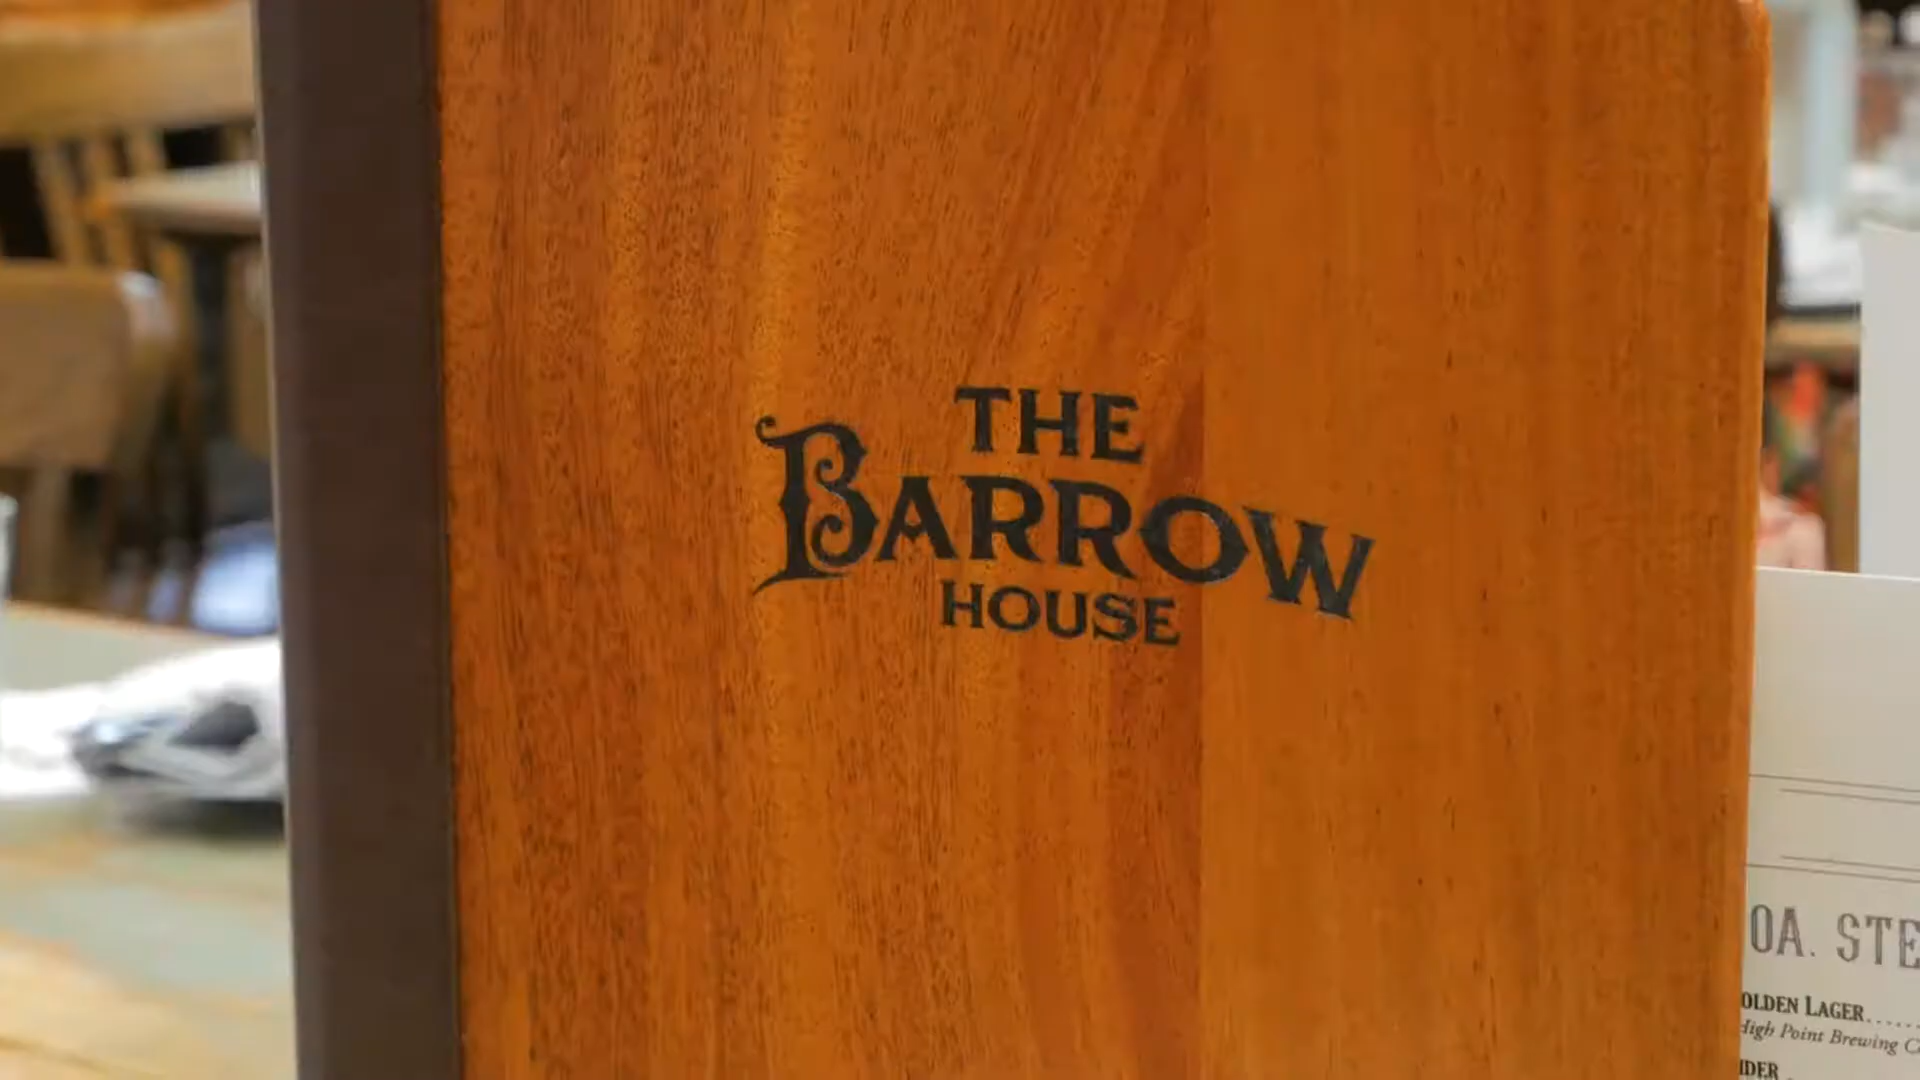 THE
BARROW
HOUSE
OA. STE
OLDEN LAGER......
High Point Brewing C
IDER